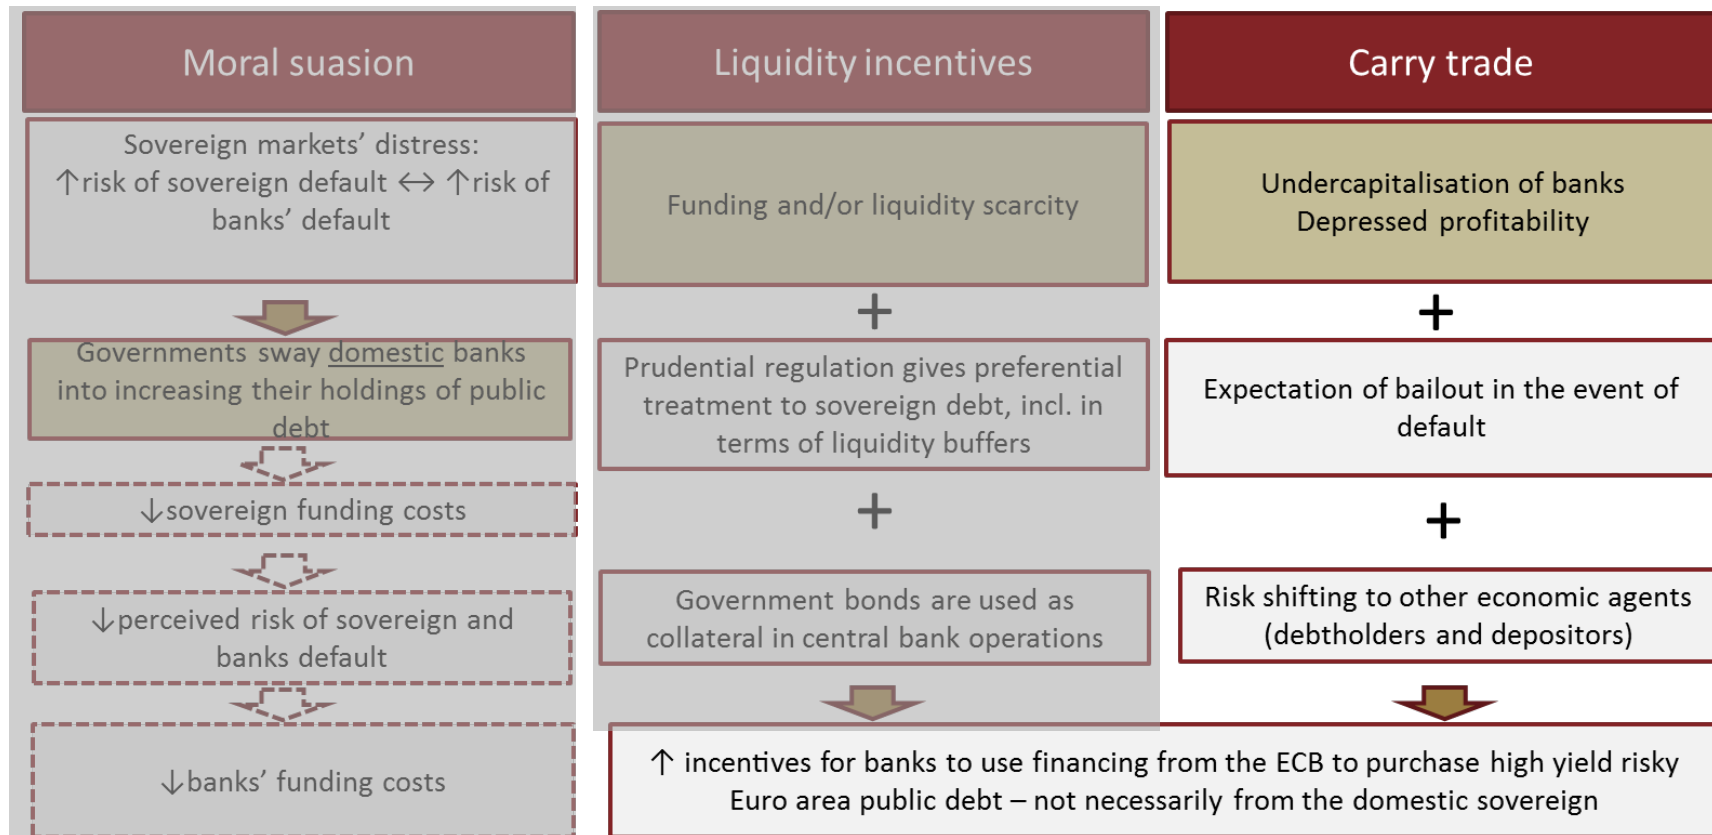 Moral suasion
Sovereign markets’ distress:
↑risk of sovereign default ↔ ↑risk of
banks’ default
Governments sway domestic banks
into increasing their holdings of public
debt
↓sovereign funding costs
↓perceived risk of sovereign and
banks default
↓banks’ funding costs
Liquidity incentives
Funding and/or liquidity scarcity
+
Prudential regulation gives preferential
treatment to sovereign debt, incl. in
terms of liquidity buffers
+
Government bonds are used as
collateral in central bank operations
Carry trade
Undercapitalisation of banks
Depressed profitability
+
Expectation of bailout in the event of
default
+
Risk shifting to other economic agents
(debtholders and depositors)
↑ incentives for banks to use financing from the ECB to purchase high yield risky
Euro area public debt – not necessarily from the domestic sovereign